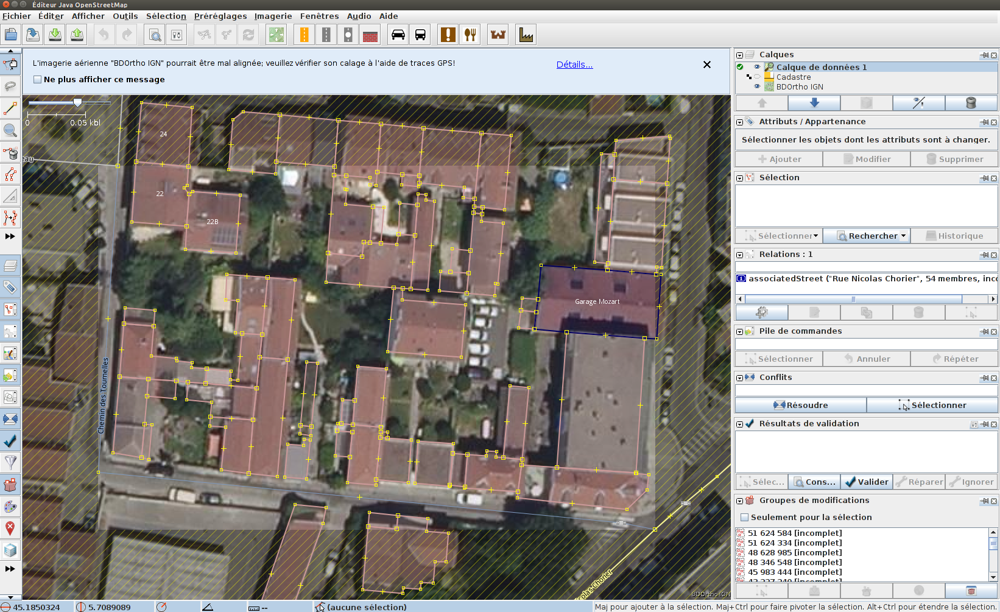 Éditeur Java OpenStreetMap
Fichier Éditer Afficher Outils Sélection Préréglages Imagerie Fenêtres Audio Aide
L'imagerie aérienne "BDOrtho IGN" pourrait être mal alignée; veuillez vérifier son calage à l'aide de traces GPS!
Détails...
Ne plus afficher ce message
0 0.05 kbl
24
eau
22
22B
Garage Mozart
Chemin des Tournelles
colas Chorier
BDOrtho IGN
Calques
Calque de données 1
Cadastre
BDOrtho IGN
Attributs / Appartenance
Sélectionner les objets dont les attributs sont à changer.
Ajouter Modifier Supprimer
Sélection
Sélectionner Rechercher Historique
Relations : 1
associatedStreet ("Rue Nicolas Chorier", 54 membres, inco
Pile de commandes
Sélectionner Annuler Répéter
Conflits
Résoudre Sélectionner
Résultats de validation
Sélec... Cons... Valider Réparer Ignorer
Groupes de modifications
Seulement pour la sélection
51 624 584 [incomplet]
51 624 334 [incomplet]
48 628 985 [incomplet]
48 346 548 [incomplet]
45 983 444 [incomplet]
42 227 240 [incomplet]
45.1850324 5.7089089 -- (aucune sélection) Maj pour ajouter à la sélection. Maj+Ctrl pour faire pivoter la sélection. Alt+Ctrl pour étendre la sélection.